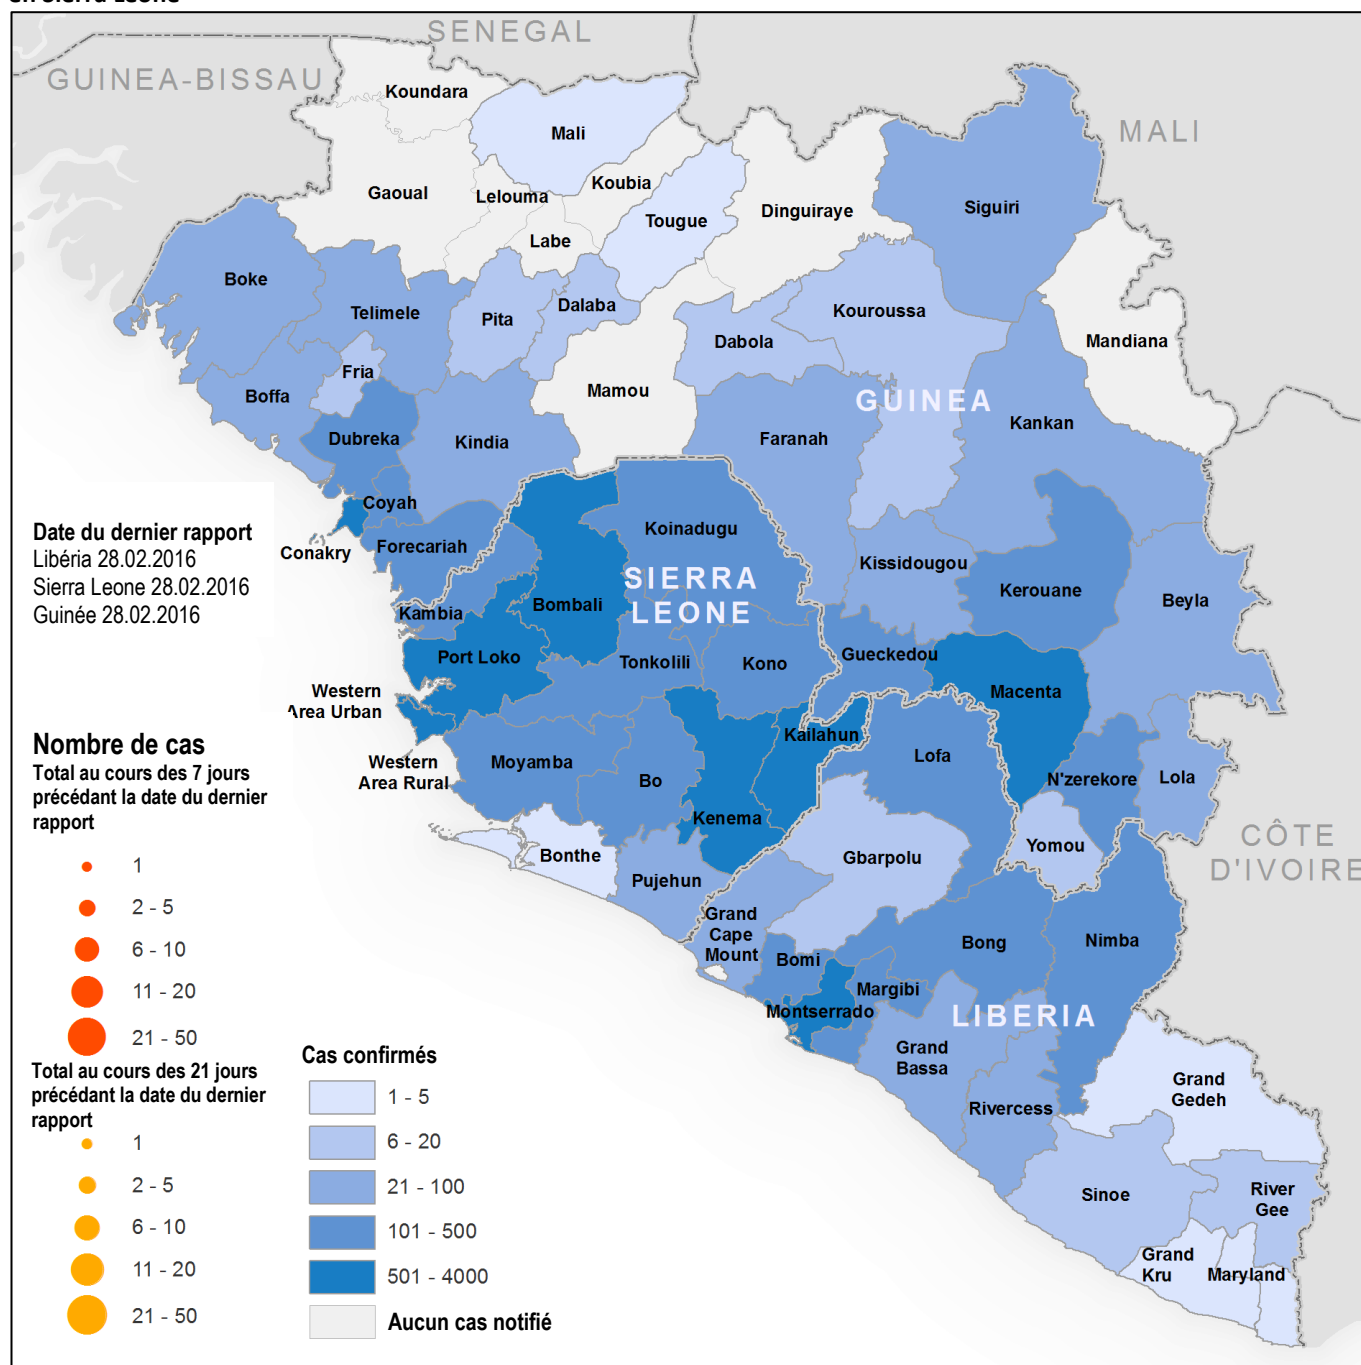 en Sierra Leone
SENEGAL
GUINEA-BISSAU
MALI
CÔTE
D'IVOIRE
Koundara
Mali
Gaoual
Lelouma
Koubia
Labe
Tougue
Dinguiraye
Siguiri
Boke
Telimele
Pita
Dalaba
Kouroussa
Dabola
Mandiana
Fria
Boffa
Mamou
GUINEA
Kankan
Dubreka
Kindia
Faranah
Coyah
Conakry
Forecariah
Koinadugu
Kissidougou
Kerouane
Beyla
SIERRA
LEONE
Kambia
Bombali
Port Loko
Tonkolili
Kono
Gueckedou
Macenta
Western
Area Urban
Western
Area Rural
Moyamba
Bo
Kailahun
Kenema
Lofa
N'zerekore
Lola
Yomou
Bonthe
Pujehun
Gbarpolu
Grand
Cape
Mount
Bomi
Bong
Nimba
Margibi
Montserrado
LIBERIA
Grand
Bassa
Rivercess
Grand
Gedeh
Sinoe
River
Gee
Grand
Kru
Maryland
Date du dernier rapport
Libéria 28.02.2016
Sierra Leone 28.02.2016
Guinée 28.02.2016
Nombre de cas
Total au cours des 7 jours
précédant la date du dernier
rapport
1
2 - 5
6 - 10
11 - 20
21 - 50
Total au cours des 21 jours
précédant la date du dernier
rapport
1
2 - 5
6 - 10
11 - 20
21 - 50
Cas confirmés
1 - 5
6 - 20
21 - 100
101 - 500
501 - 4000
Aucun cas notifié